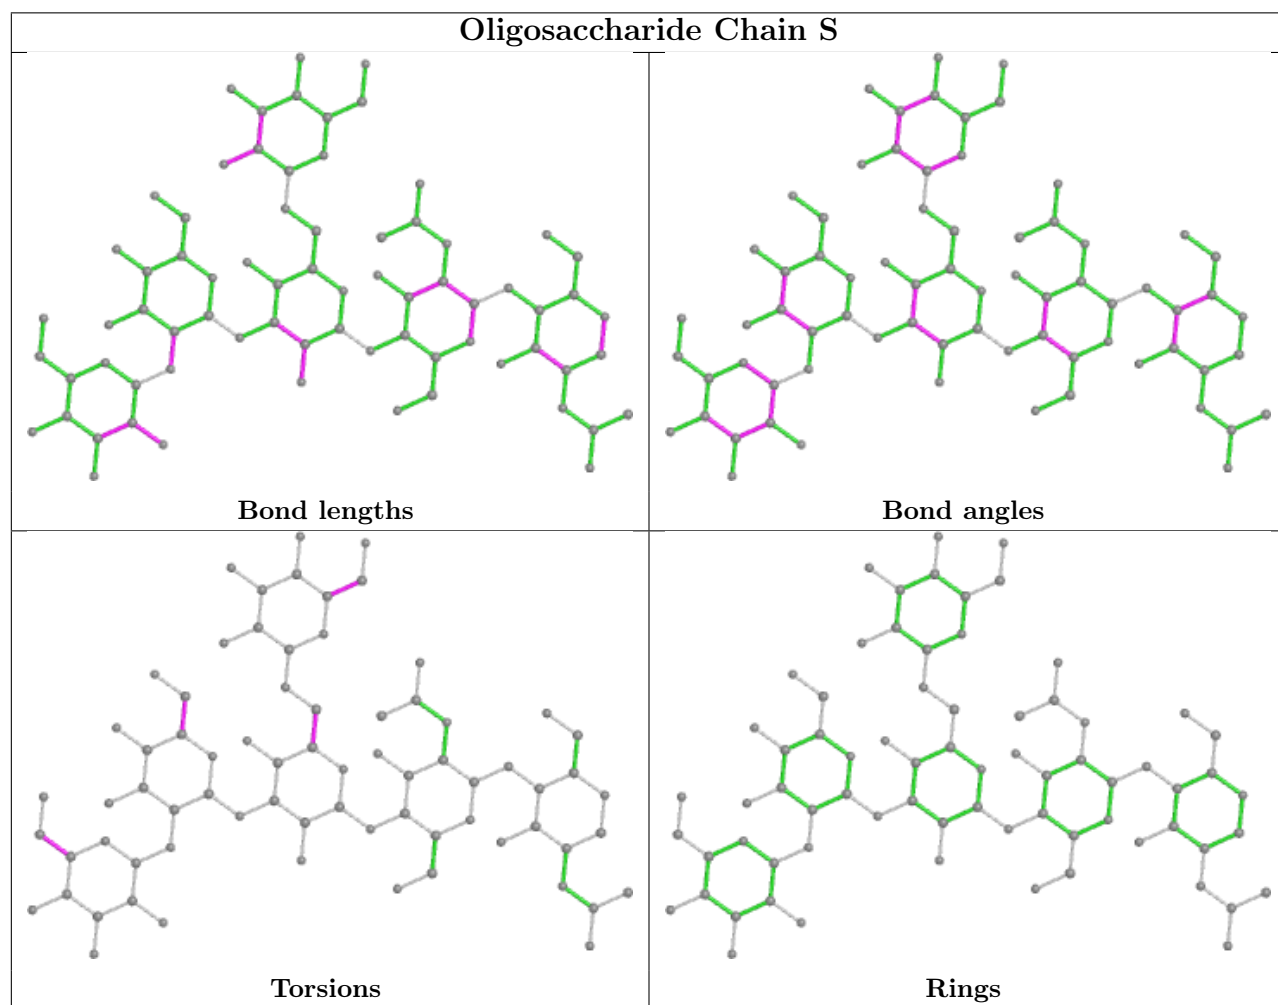 Oligosaccharide Chain S
Bond lengths
Bond angles
Torsions
Rings